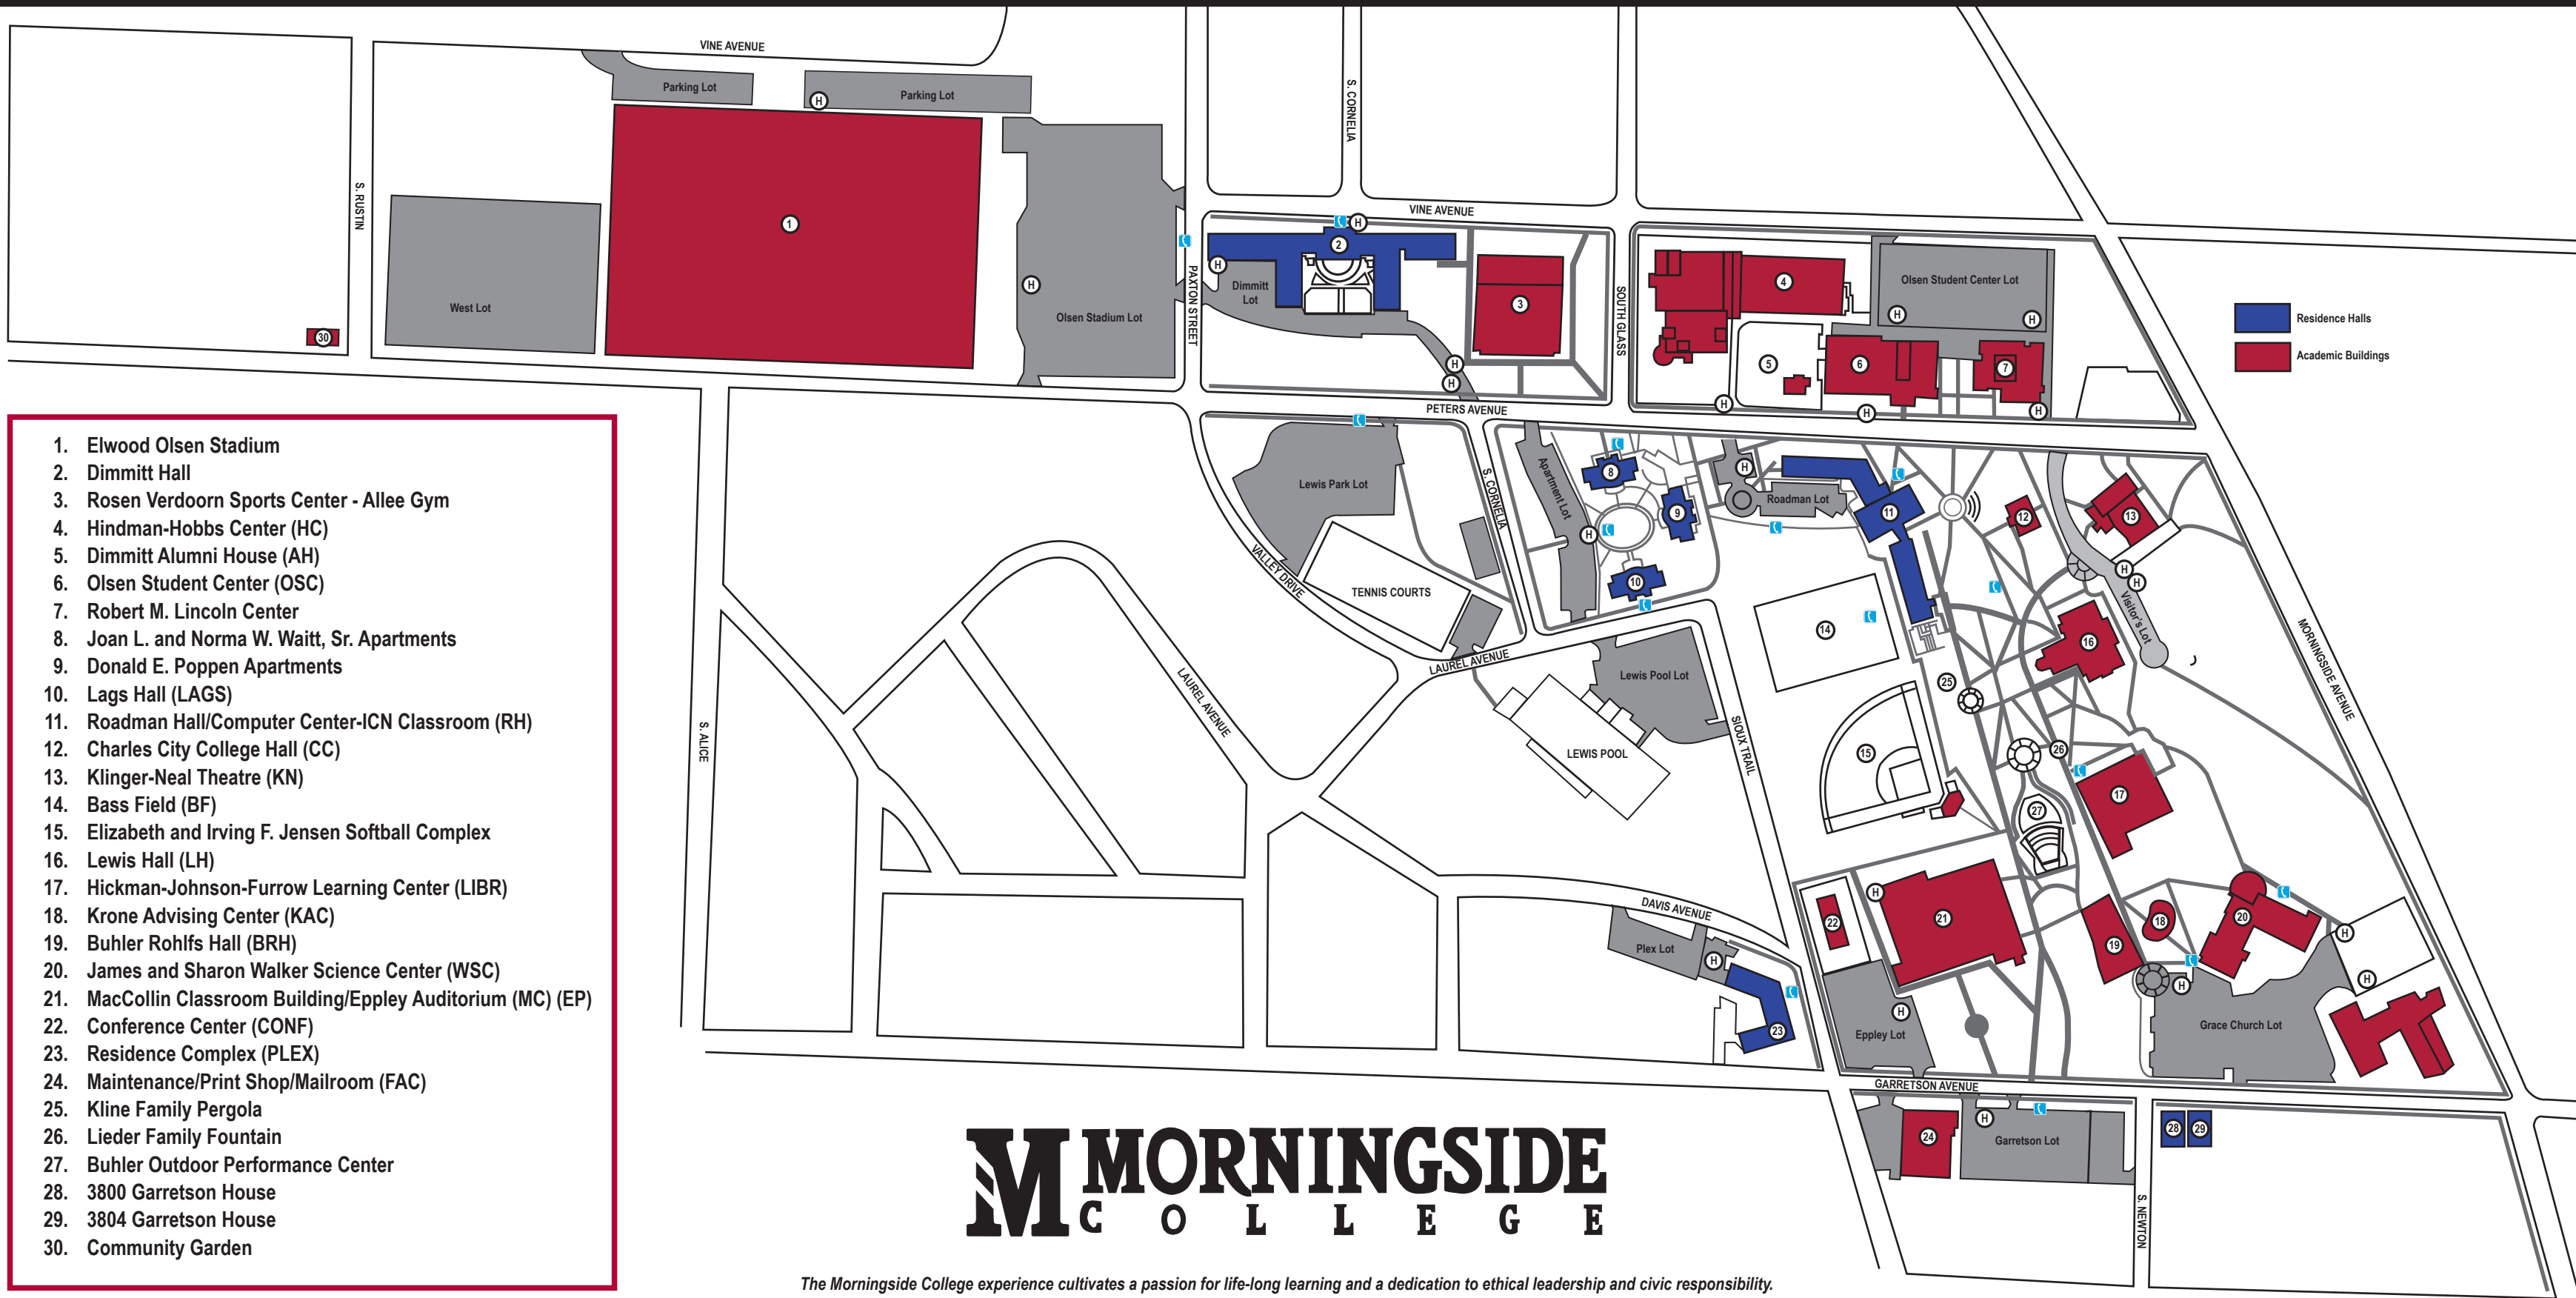 VINE AVENUE
Parking Lot
Parking Lot
H
S. CORNELIA
S. RUSTIN
1
West Lot
30
H
Olsen Stadium Lot
PAXTON STREET
VINE AVENUE
H
2
H
Dimmitt
Lot
3
H
H
SOUTH GLASS
4
Olsen Student Center Lot
H
H
5
6
7
H
H
H
PETERS AVENUE
Residence Halls
Academic Buildings
1. Elwood Olsen Stadium
2. Dimmitt Hall
3. Rosen Verdoorn Sports Center - Allee Gym
4. Hindman-Hobbs Center (HC)
5. Dimmitt Alumni House (AH)
6. Olsen Student Center (OSC)
7. Robert M. Lincoln Center
8. Joan L. and Norma W. Waitt, Sr. Apartments
9. Donald E. Poppen Apartments
10. Lags Hall (LAGS)
11. Roadman Hall/Computer Center-ICN Classroom (RH)
12. Charles City College Hall (CC)
13. Klinger-Neal Theatre (KN)
14. Bass Field (BF)
15. Elizabeth and Irving F. Jensen Softball Complex
16. Lewis Hall (LH)
17. Hickman-Johnson-Furrow Learning Center (LIBR)
18. Krone Advising Center (KAC)
19. Buhler Rohlfs Hall (BRH)
20. James and Sharon Walker Science Center (WSC)
21. MacCollin Classroom Building/Eppley Auditorium (MC) (EP)
22. Conference Center (CONF)
23. Residence Complex (PLEX)
24. Maintenance/Print Shop/Mailroom (FAC)
25. Kline Family Pergola
26. Lieder Family Fountain
27. Buhler Outdoor Performance Center
28. 3800 Garretson House
29. 3804 Garretson House
30. Community Garden
Lewis Park Lot
S. CORNELIA
Apartment Lot
H
8
9
10
H
Roadman Lot
11
12
13
H
H
Visitor's Lot
MORNINGSIDE AVENUE
VALLEY DRIVE
TENNIS COURTS
LAUREL AVENUE
LAUREL AVENUE
S. ALICE
Lewis Pool Lot
LEWIS POOL
SIOUX TRAIL
14
25
15
16
26
17
27
DAVIS AVENUE
Plex Lot
H
23
22
H
21
H
Eppley Lot
19
18
20
H
H
H
Grace Church Lot
GARRETSON AVENUE
24
H
Garretson Lot
28
29
S. NEWTON
M MORNINGSIDE
COLLEGE
The Morningside College experience cultivates a passion for life-long learning and a dedication to ethical leadership and civic responsibility.